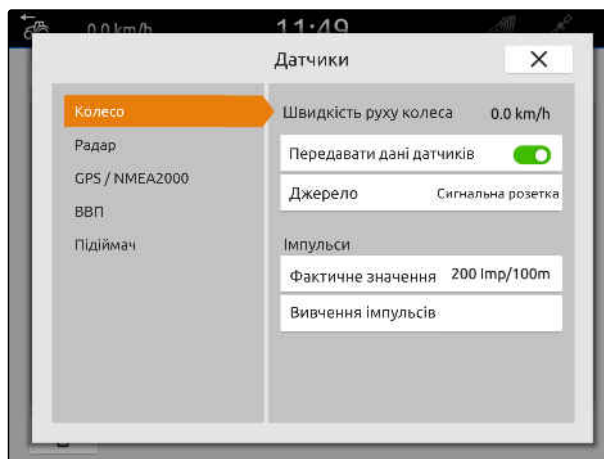 0.0 km/h
11:49
Датчики
Колесо
Радар
GPS / NMEA2000
ВВП
Підіймач
Швидкість руху колеса 0.0 km/h
Передавати дані датчиків
Джерело Сигнальна розетка
Імпульси
Фактичне значення 200 Imp/100m
Вивчення імпульсів